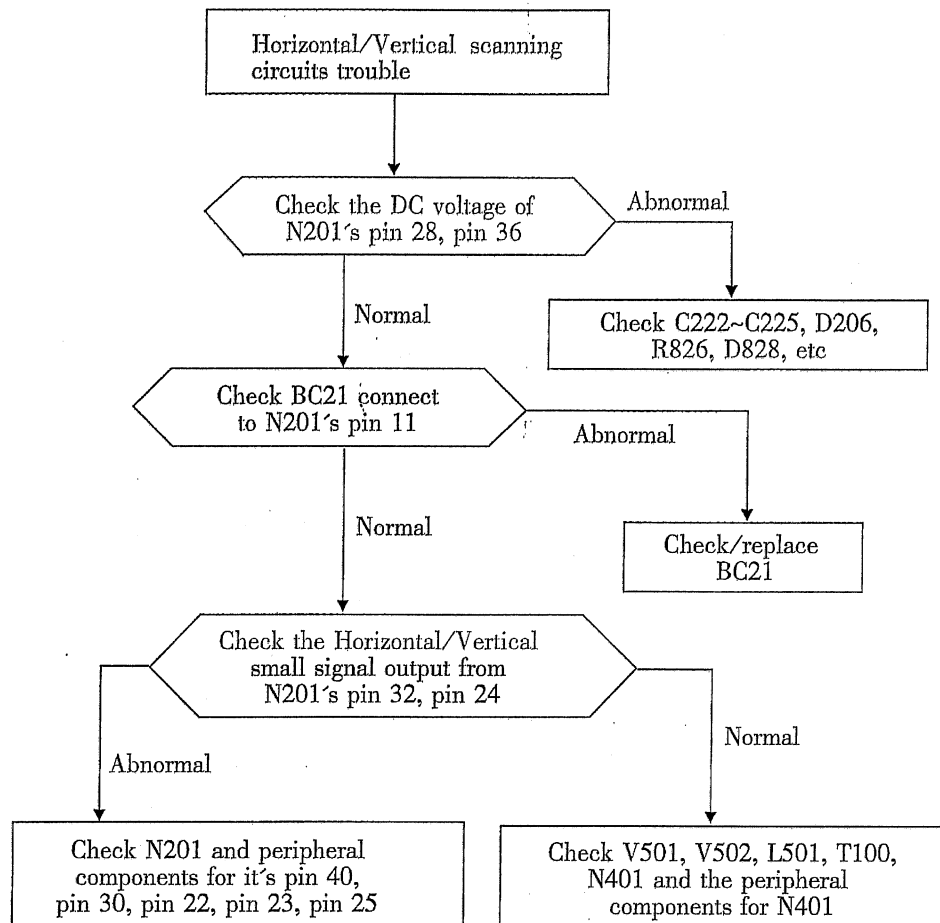 Horizontal/Vertical scanning
circuits trouble
Check the DC voltage of
N201´s pin 28, pin 36
Abnormal
Normal
Check C222~C225, D206,
R826, D828, etc
Check BC21 connect
to N201´s pin 11
Abnormal
Normal
Check/replace
BC21
Check the Horizontal/Vertical
small signal output from
N201´s pin 32, pin 24
Abnormal
Normal
Check N201 and peripheral
components for it's pin 40,
pin 30, pin 22, pin 23, pin 25
Check V501, V502, L501, T100,
N401 and the peripheral
components for N401